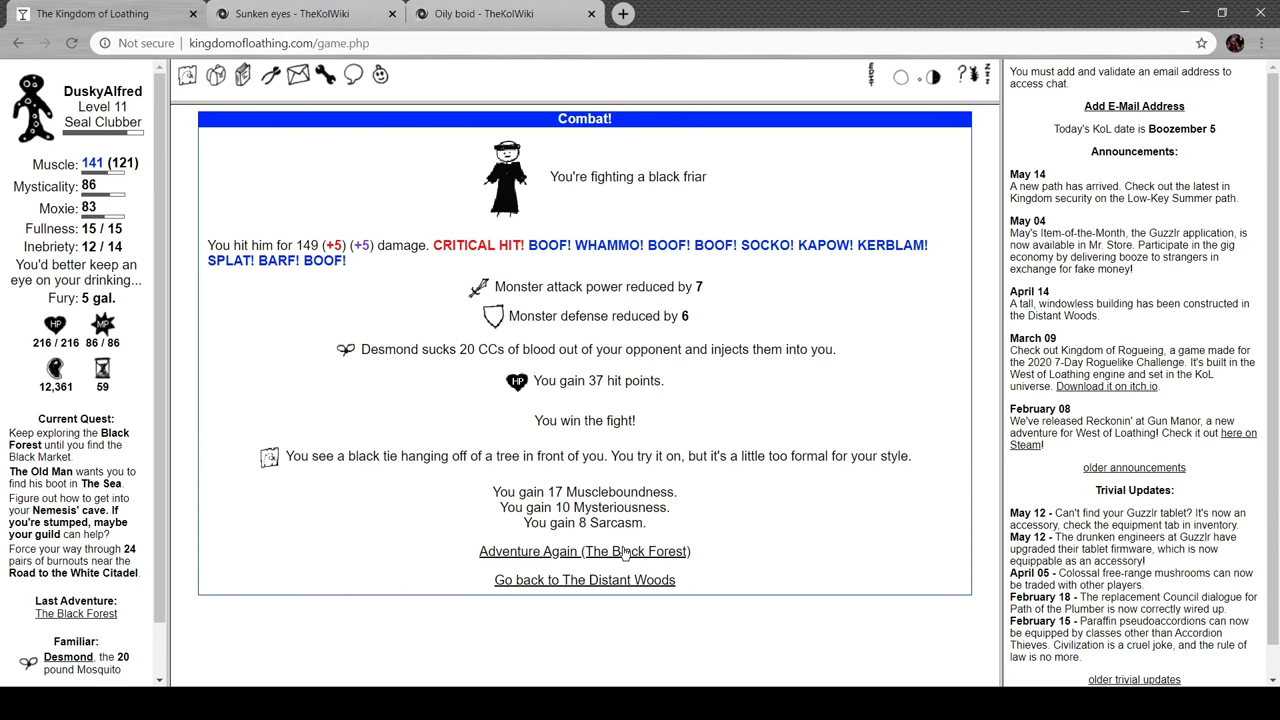 The Kingdom of Loathing
Sunken eyes - TheKolWiki
Oily boid - TheKolWiki
Not secure | kingdomofloathing.com/game.php
DuskyAlfred
Level 11
Seal Clubber
Muscle: 141 (121)
Mysticality: 86
Moxie: 83
Fullness: 15 / 15
Inebriety: 12 / 14
You'd better keep an
eye on your drinking...
Fury: 5 gal.
HP MP
216 / 216 86 / 86
12,361 59
Current Quest:
Keep exploring the Black
Forest until you find the
Black Market.
The Old Man wants you to
find his boot in The Sea.
Figure out how to get into
your Nemesis' cave. If
you're stumped, maybe
your guild can help?
Force your way through 24
pairs of burnouts near the
Road to the White Citadel.
Last Adventure:
The Black Forest
Familiar:
Desmond, the 20
pound Mosquito
Combat!
You're fighting a black friar
You hit him for 149 (+5) (+5) damage. CRITICAL HIT! BOOF! WHAMMO! BOOF! BOOF! SOCKO! KAPOW! KERBLAM!
SPLAT! BARF! BOOF!
Monster attack power reduced by 7
Monster defense reduced by 6
Desmond sucks 20 CCs of blood out of your opponent and injects them into you.
HP You gain 37 hit points.
You win the fight!
You see a black tie hanging off of a tree in front of you. You try it on, but it's a little too formal for your style.
You gain 17 Muscleboundness.
You gain 10 Mysteriousness.
You gain 8 Sarcasm.
Adventure Again (The Black Forest)
Go back to The Distant Woods
You must add and validate an email address to
access chat.
Add E-Mail Address
Today's KoL date is Boozember 5
Announcements:
May 14
A new path has arrived. Check out the latest in
Kingdom security on the Low-Key Summer path.
May 04
May's Item-of-the-Month, the Guzzlr application, is
now available in Mr. Store. Participate in the gig
economy by delivering booze to strangers in
exchange for fake money!
April 14
A tall, windowless building has been constructed in
the Distant Woods.
March 09
Check out Kingdom of Rogueing, a game made for
the 2020 7-Day Roguelike Challenge. It's built in the
West of Loathing engine and set in the KoL
universe. Download it on itch.io.
February 08
We've released Reckonin' at Gun Manor, a new
adventure for West of Loathing! Check it out here on
Steam!
older announcements
Trivial Updates:
May 12 - Can't find your Guzzlr tablet? It's now an
accessory, check the equipment tab in inventory.
May 12 - The drunken engineers at Guzzlr have
upgraded their tablet firmware, which is now
equippable as an accessory!
April 05 - Colossal free-range mushrooms can now
be traded with other players.
February 18 - The replacement Council dialogue for
Path of the Plumber is now correctly wired up.
February 15 - Paraffin pseudoaccordions can now
be equipped by classes other than Accordion
Thieves. Civilization is a cruel joke, and the rule of
law is no more.
older trivial updates